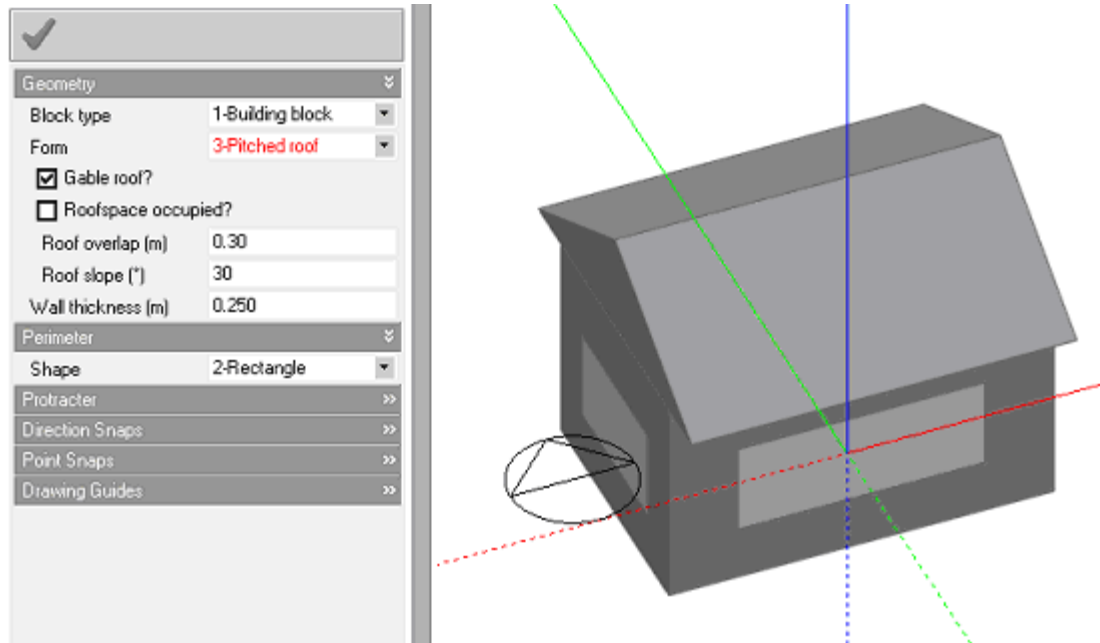 Geometry
Block type 1-Building block
Form 3-Pitched roof
Gable roof?
Roofspace occupied?
Roof overlap (m) 0.30
Roof slope (°) 30
Wall thickness (m) 0.250
Perimeter
Shape 2-Rectangle
Protracter
Direction Snaps
Point Snaps
Drawing Guides